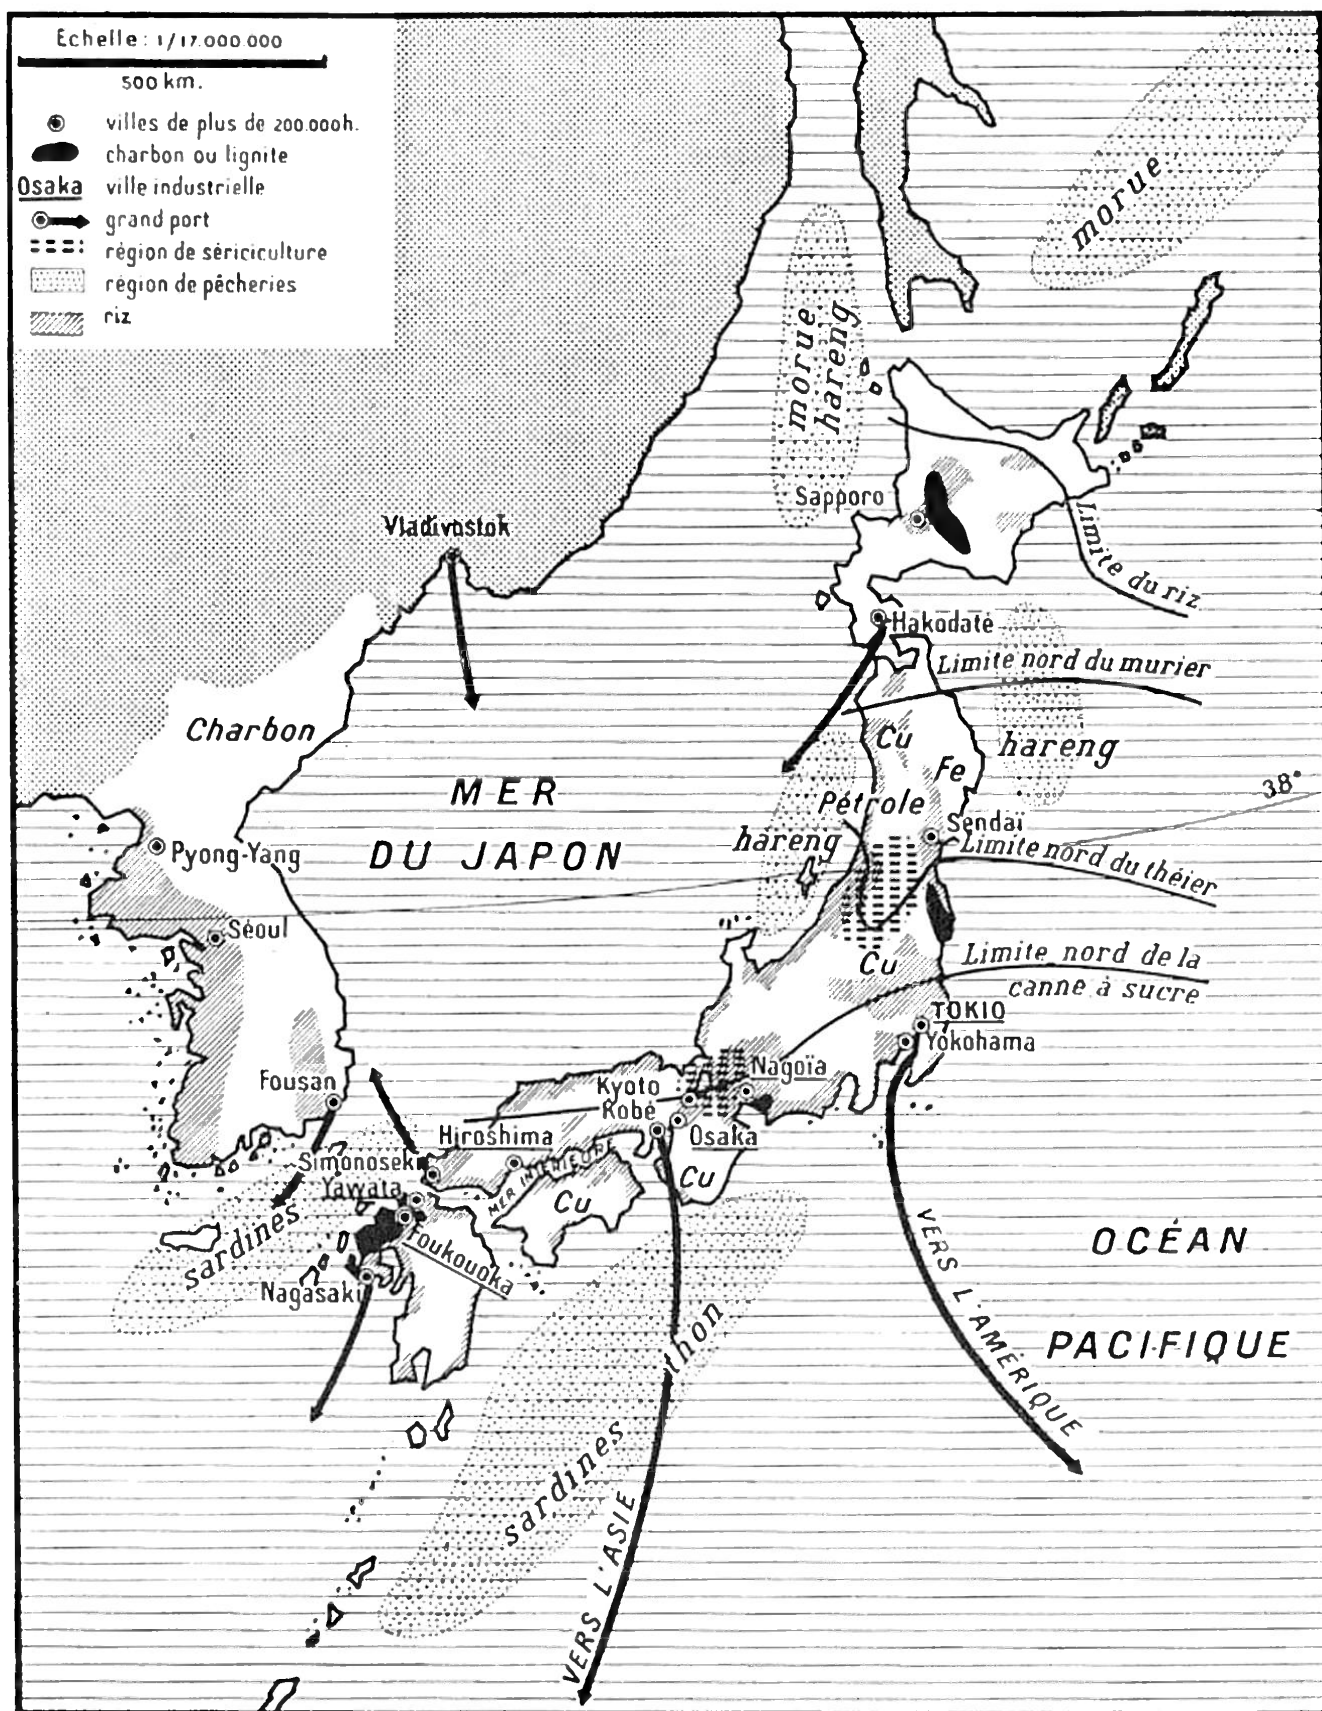 Echelle: 1/17.000.000
500 km.
villes de plus de 200.000h.
charbon ou lignite
Osaka ville industrielle
grand port
région de sériciculture
région de pêcheries
riz
morue
morue
hareng
Sapporo
Vladivostok
Limite du riz
Hakodaté
Limite nord du murier
Charbon
Cu
hareng
Fe
MER
DU JAPON
Pétrole
38°
hareng
Sendaï
Pyong-Yang
Limite nord du théier
Séoul
Cu
Limite nord de la
canne à sucre
TOKIO
Yokohama
Nagoïa
Fousan
Kyoto
Kobé
Hiroshima
Osaka
Simonoseki
MER INTÉRIEURE
Cu
Yawata
Cu
sardines
Foukouoka
Nagasaki
VERS L'AMÉRIQUE
OCÉAN
PACIFIQUE
thon
sardines
VERS L'ASIE